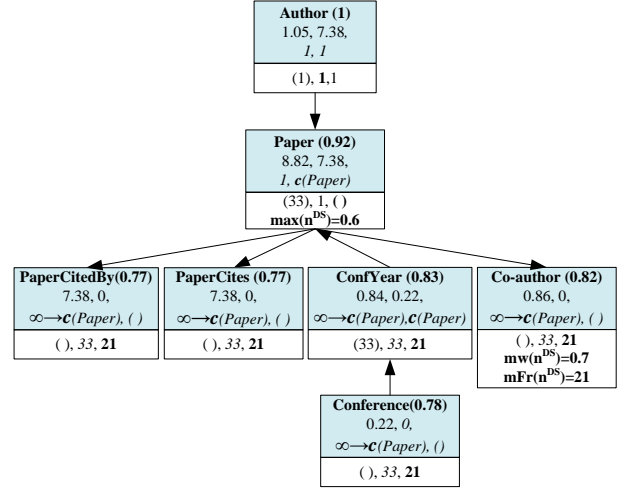 Author (1)
1.05, 7.38,
1, 1
(1), 1,1
Paper (0.92)
8.82, 7.38,
1, c(Paper)
(33), 1, ( )
max(n^DS)=0.6
PaperCitedBy(0.77)
7.38, 0,
∞→c(Paper), ( )
( ), 33, 21
PaperCites (0.77)
7.38, 0,
∞→c(Paper), ( )
( ), 33, 21
ConfYear (0.83)
0.84, 0.22,
∞→c(Paper),c(Paper)
(33), 33, 21
Co-author (0.82)
0.86, 0,
∞→c(Paper), ( )
( ), 33, 21
mw(n^DS)=0.7
mFr(n^DS)=21
Conference(0.78)
0.22, 0,
∞→c(Paper), ()
( ), 33, 21